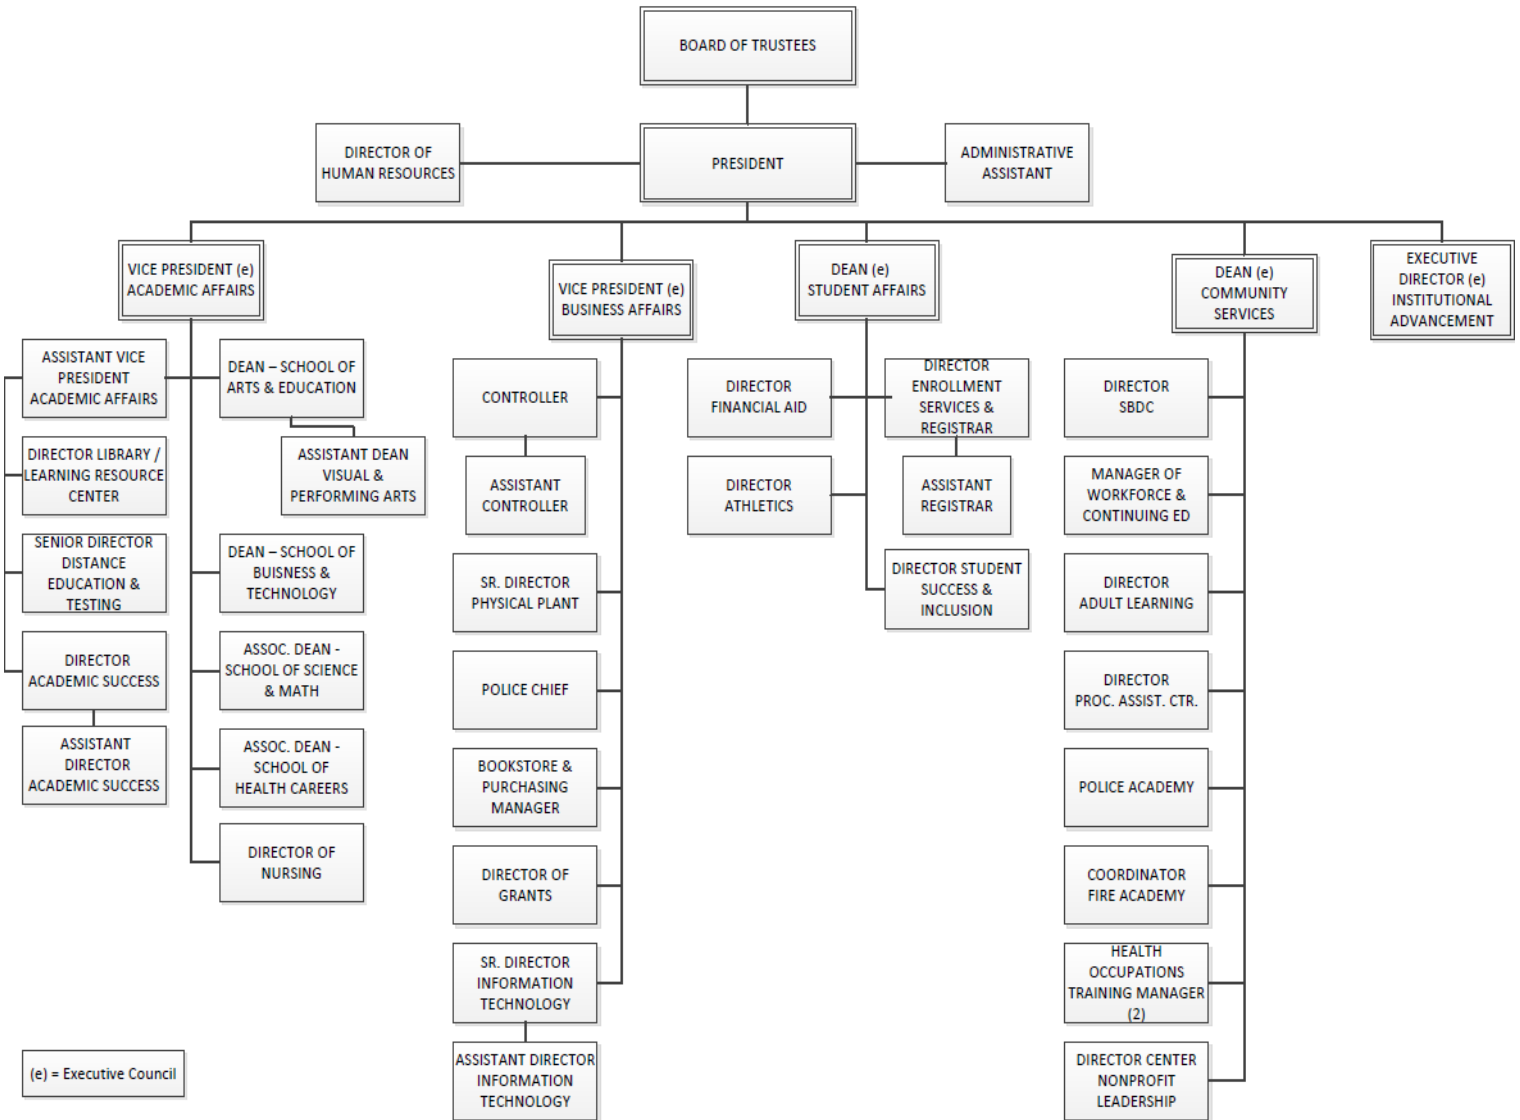 BOARD OF TRUSTEES
DIRECTOR OF
HUMAN RESOURCES
PRESIDENT
ADMINISTRATIVE
ASSISTANT
VICE PRESIDENT (e)
ACADEMIC AFFAIRS
VICE PRESIDENT (e)
BUSINESS AFFAIRS
DEAN (e)
STUDENT AFFAIRS
DEAN (e)
COMMUNITY
SERVICES
EXECUTIVE
DIRECTOR (e)
INSTITUTIONAL
ADVANCEMENT
ASSISTANT VICE
PRESIDENT
ACADEMIC AFFAIRS
DIRECTOR LIBRARY /
LEARNING RESOURCE
CENTER
SENIOR DIRECTOR
DISTANCE
EDUCATION &
TESTING
DIRECTOR
ACADEMIC SUCCESS
ASSISTANT
DIRECTOR
ACADEMIC SUCCESS
DEAN – SCHOOL OF
ARTS & EDUCATION
ASSISTANT DEAN
VISUAL &
PERFORMING ARTS
DEAN – SCHOOL OF
BUISNESS &
TECHNOLOGY
ASSOC. DEAN -
SCHOOL OF SCIENCE
& MATH
ASSOC. DEAN -
SCHOOL OF
HEALTH CAREERS
DIRECTOR OF
NURSING
CONTROLLER
ASSISTANT
CONTROLLER
SR. DIRECTOR
PHYSICAL PLANT
POLICE CHIEF
BOOKSTORE &
PURCHASING
MANAGER
DIRECTOR OF
GRANTS
SR. DIRECTOR
INFORMATION
TECHNOLOGY
ASSISTANT DIRECTOR
INFORMATION
TECHNOLOGY
DIRECTOR
FINANCIAL AID
DIRECTOR
ATHLETICS
DIRECTOR
ENROLLMENT
SERVICES &
REGISTRAR
ASSISTANT
REGISTRAR
DIRECTOR STUDENT
SUCCESS &
INCLUSION
DIRECTOR
SBDC
MANAGER OF
WORKFORCE &
CONTINUING ED
DIRECTOR
ADULT LEARNING
DIRECTOR
PROC. ASSIST. CTR.
POLICE ACADEMY
COORDINATOR
FIRE ACADEMY
HEALTH
OCCUPATIONS
TRAINING MANAGER
(2)
DIRECTOR CENTER
NONPROFIT
LEADERSHIP
(e) = Executive Council